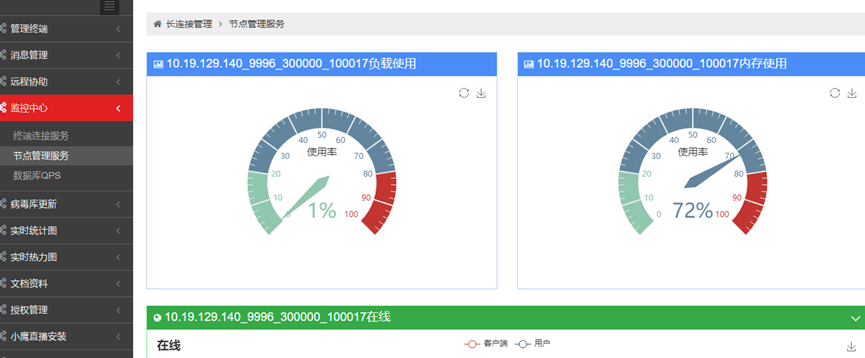 管理终端
消息管理
远程协助
监控中心
终端连接服务
节点管理服务
数据库QPS
病毒库更新
实时统计图
实时热力图
文档资料
授权管理
小鹰直播安装
长连接管理 > 节点管理服务
10.19.129.140_9996_300000_100017负载使用
0
10
20
30
40
50
60
70
80
90
100
使用率
1%
10.19.129.140_9996_300000_100017内存使用
0
10
20
30
40
50
60
70
80
90
100
使用率
72%
10.19.129.140_9996_300000_100017在线
在线
客户端
用户